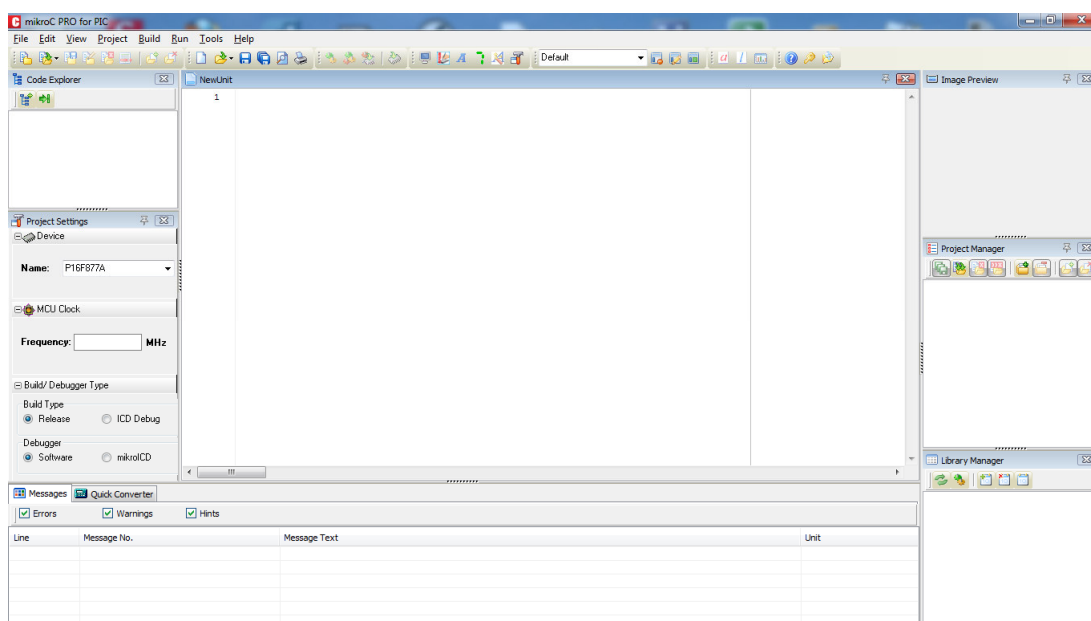 mikroC PRO for PIC
File Edit View Project Build Run Tools Help
Default
Code Explorer
NewUnit
Image Preview
1
Project Settings
Device
Name: P16F877A
MCU Clock
Frequency: MHz
Build/ Debugger Type
Build Type
Release ICD Debug
Debugger
Software mikroICD
Project Manager
Library Manager
Messages Quick Converter
Errors Warnings Hints
Line Message No. Message Text Unit